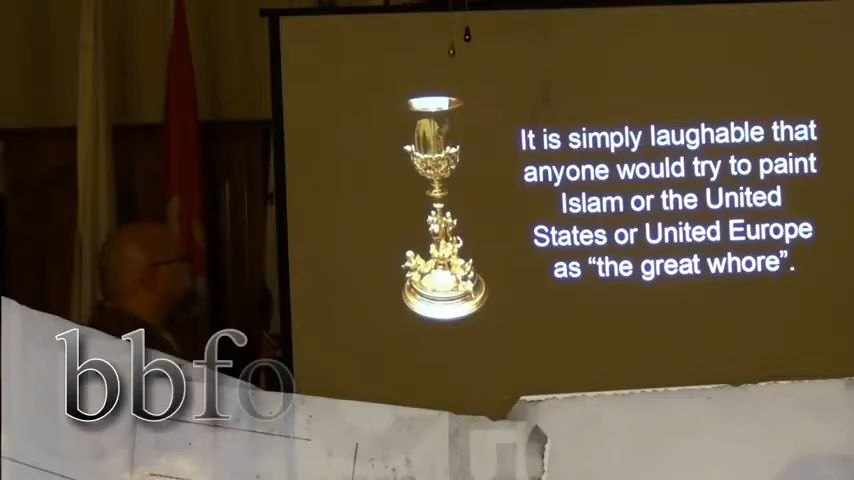 It is simply laughable that
anyone would try to paint
Islam or the United
States or United Europe
as “the great whore”.
bbfo